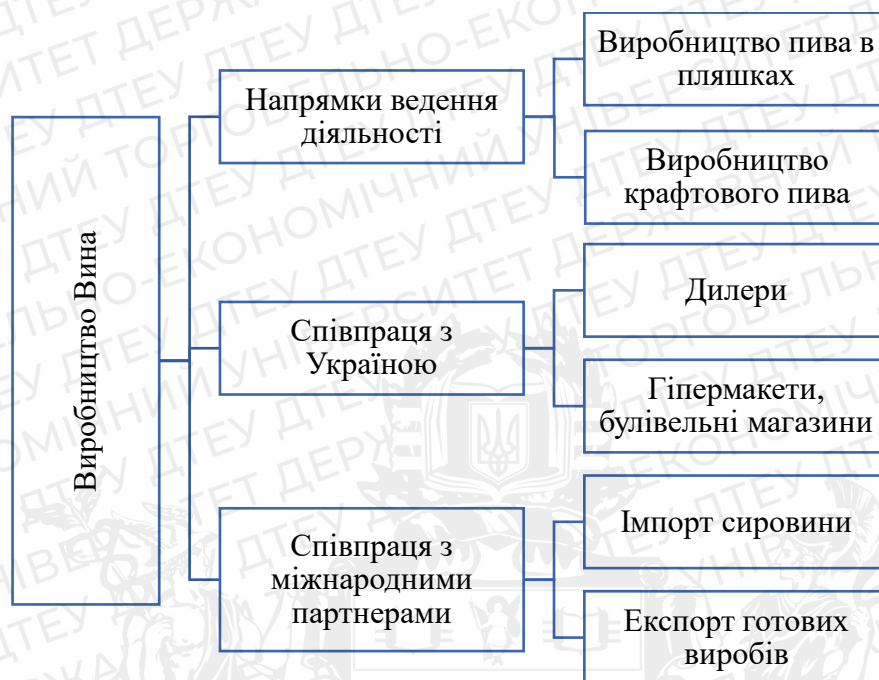 Виробництво Вина
Напрямки ведення
діяльності
Виробництво пива в
пляшках
Виробництво
крафтового пива
Співпраця з
Україною
Дилери
Гіпермакети,
булівельні магазини
Співпраця з
міжнародними
партнерами
Імпорт сировини
Експорт готових
виробів